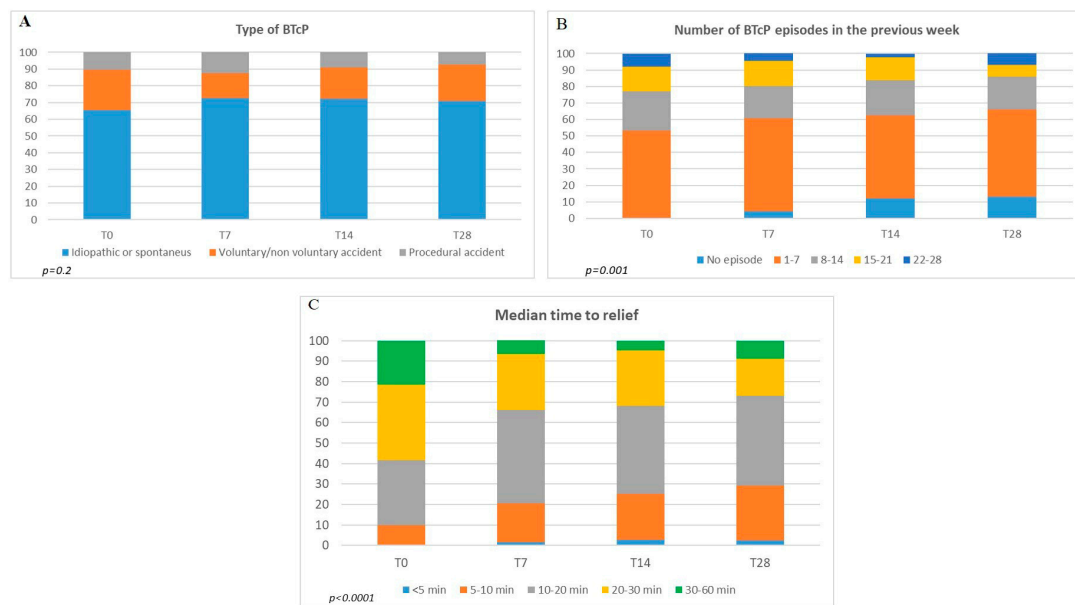 A
Type of BTcP
100
90
80
70
60
50
40
30
20
10
0
T0 T7 T14 T28
Idiopathic or spontaneus Voluntary/non voluntary accident Procedural accident
p=0.2
B
Number of BTcP episodes in the previous week
100
90
80
70
60
50
40
30
20
10
0
T0 T7 T14 T28
No episode 1-7 8-14 15-21 22-28
p=0.001
C
Median time to relief
100
90
80
70
60
50
40
30
20
10
0
T0 T7 T14 T28
<5 min 5-10 min 10-20 min 20-30 min 30-60 min
p<0.0001